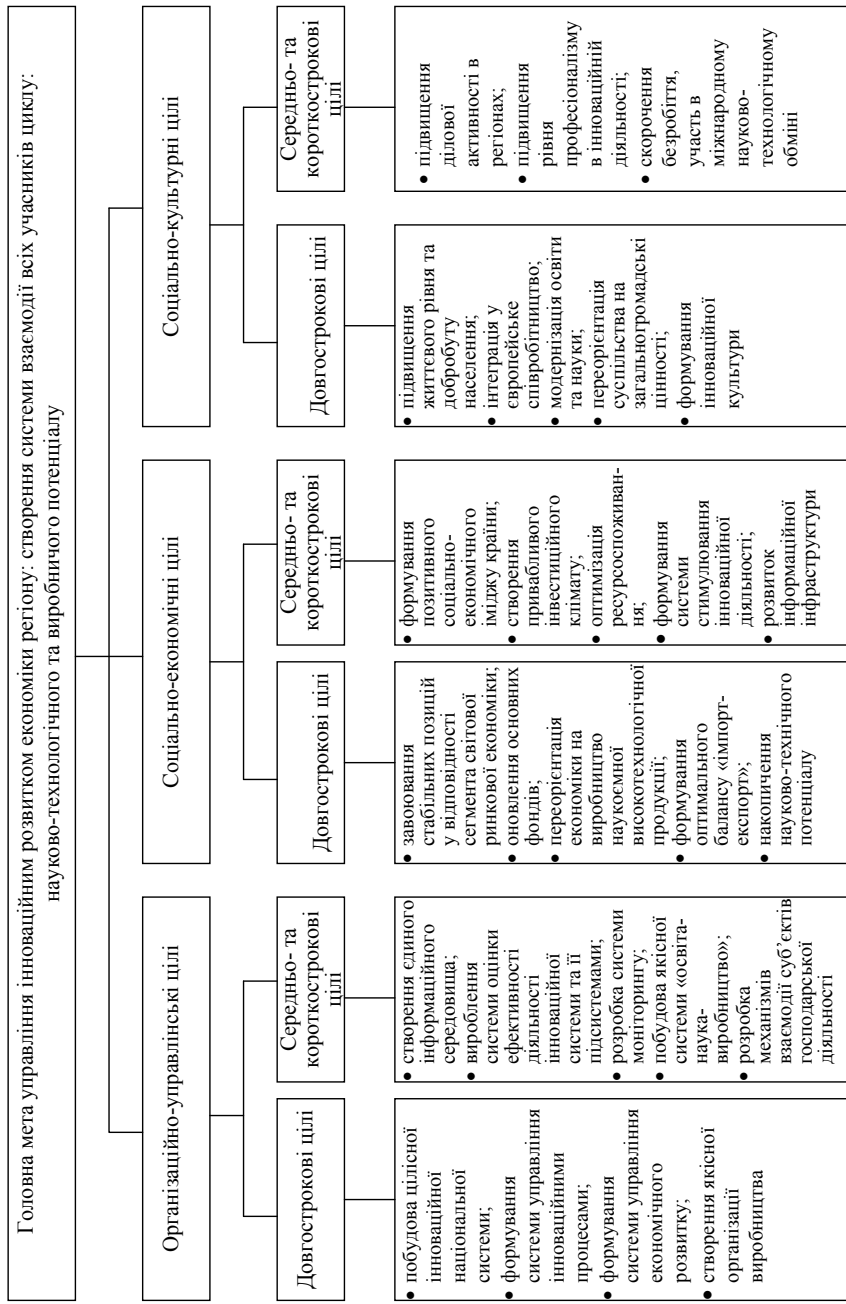 Головна мета управління інноваційним розвитком економіки регіону: створення системи взаємодії всіх учасників циклу:
науково-технологічного та виробничого потенціалу
Організаційно-управлінські цілі
Довгострокові цілі
• побудова цілісної
інноваційної
національної
системи;
• формування
системи управління
інноваційними
процесами;
• формування
системи управління
економічного
розвитку;
• створення якісної
організації
виробництва
Середньо- та
короткострокові
цілі
• створення єдиного
інформаційного
середовища;
• вироблення
системи оцінки
ефективності
діяльності
інноваційної
системи та її
підсистемами;
• розробка системи
моніторингу;
• побудова якісної
системи «освіта-
наука-
виробництво»;
• розробка
механізмів
взаємодії суб’єктів
господарської
діяльності
Соціально-економічні цілі
Довгострокові цілі
• завоювання
стабільних позицій
у відповідності
сегмента світової
ринкової економіки;
• оновлення основних
фондів;
• переорієнтація
економіки на
виробництво
наукоємної
високотехнологічної
продукції;
• формування
оптимального
балансу «імпорт-
експорт»;
• накопичення
науково-технічного
потенціалу
Середньо- та
короткострокові
цілі
• формування
позитивного
соціально-
економічного
іміджу країни;
• створення
привабливого
інвестиційного
клімату;
• оптимізація
ресурсоспоживан-
ня;
• формування
системи
стимулювання
інноваційної
діяльності;
• розвиток
інформаційної
інфраструктури
Соціально-культурні цілі
Довгострокові цілі
• підвищення
життєвого рівня та
добробуту
населення;
• інтеграція у
європейське
співробітництво;
• модернізація освіти
та науки;
• переорієнтація
суспільства на
загальногромадські
цінності;
• формування
інноваційної
культури
Середньо- та
короткострокові
цілі
• підвищення
ділової
активності в
регіонах;
• підвищення
рівня
професіоналізму
в інноваційній
діяльності;
• скорочення
безробіття,
участь в
міжнародному
науково-
технологічному
обміні